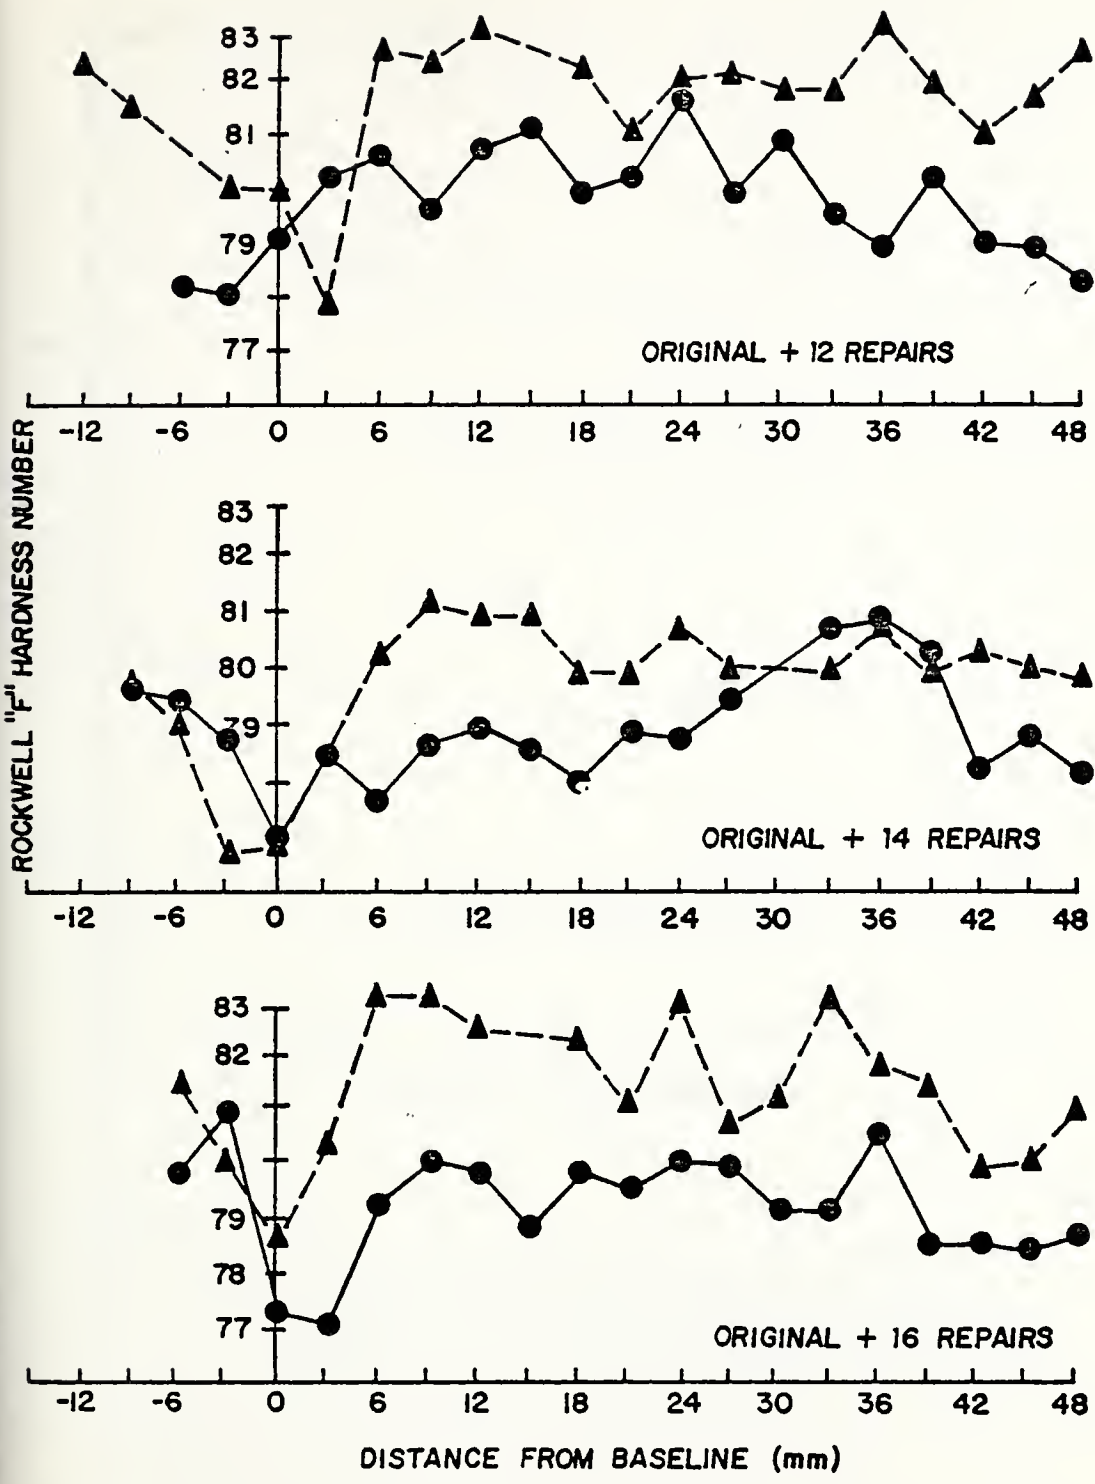 ROCKWELL "F" HARDNESS NUMBER
83
82
81
79
77
ORIGINAL + 12 REPAIRS
-12 -6 0 6 12 18 24 30 36 42 48
83
82
81
80
79
ORIGINAL + 14 REPAIRS
-12 -6 0 6 12 18 24 30 36 42 48
83
82
79
78
77
ORIGINAL + 16 REPAIRS
-12 -6 0 6 12 18 24 30 36 42 48
DISTANCE FROM BASELINE (mm)